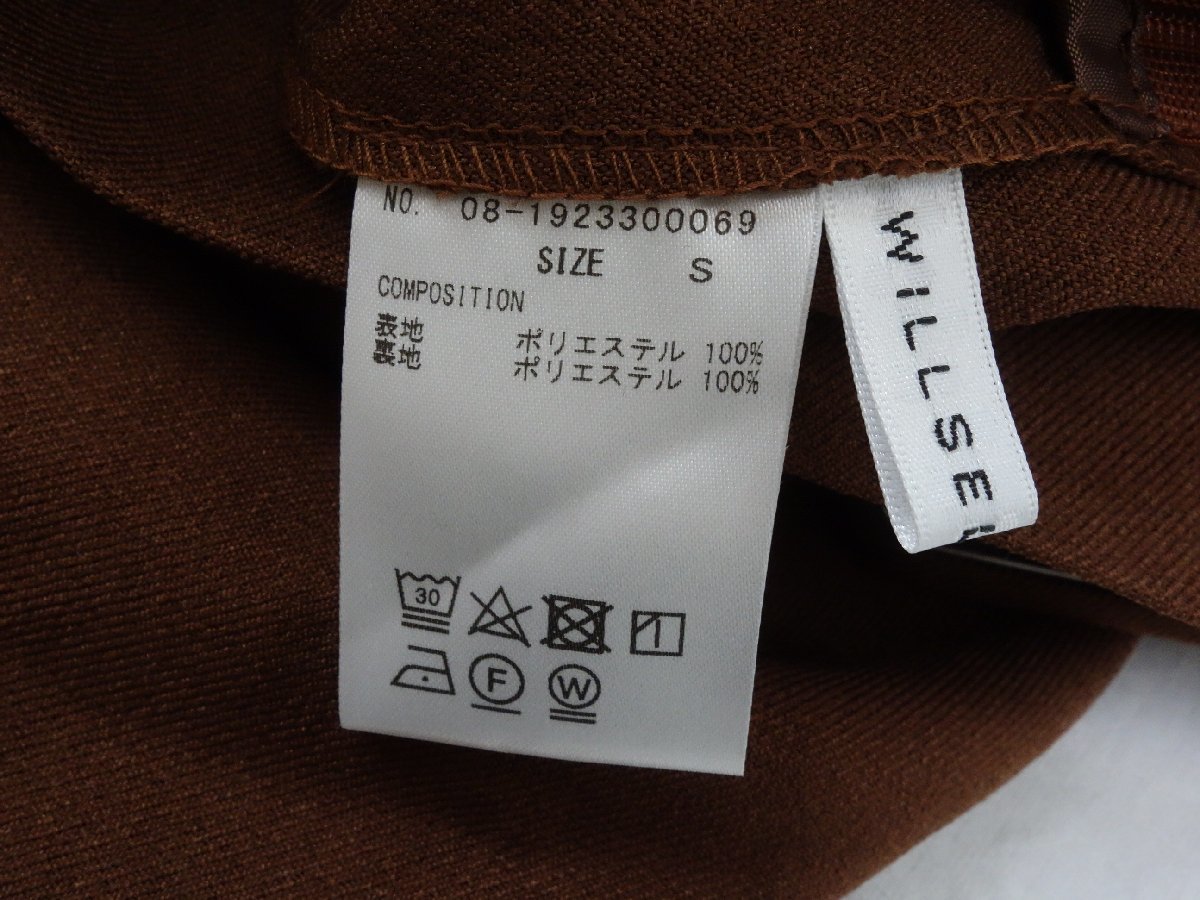 NO. 08-1923300069
SIZE S
COMPOSITION
表地 ポリエステル 100%
裏地 ポリエステル 100%
30
F
W
WiLLSE